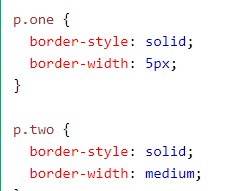 p.one {
  border-style: solid;
  border-width: 5px;
}

p.two {
  border-style: solid;
  border-width: medium;